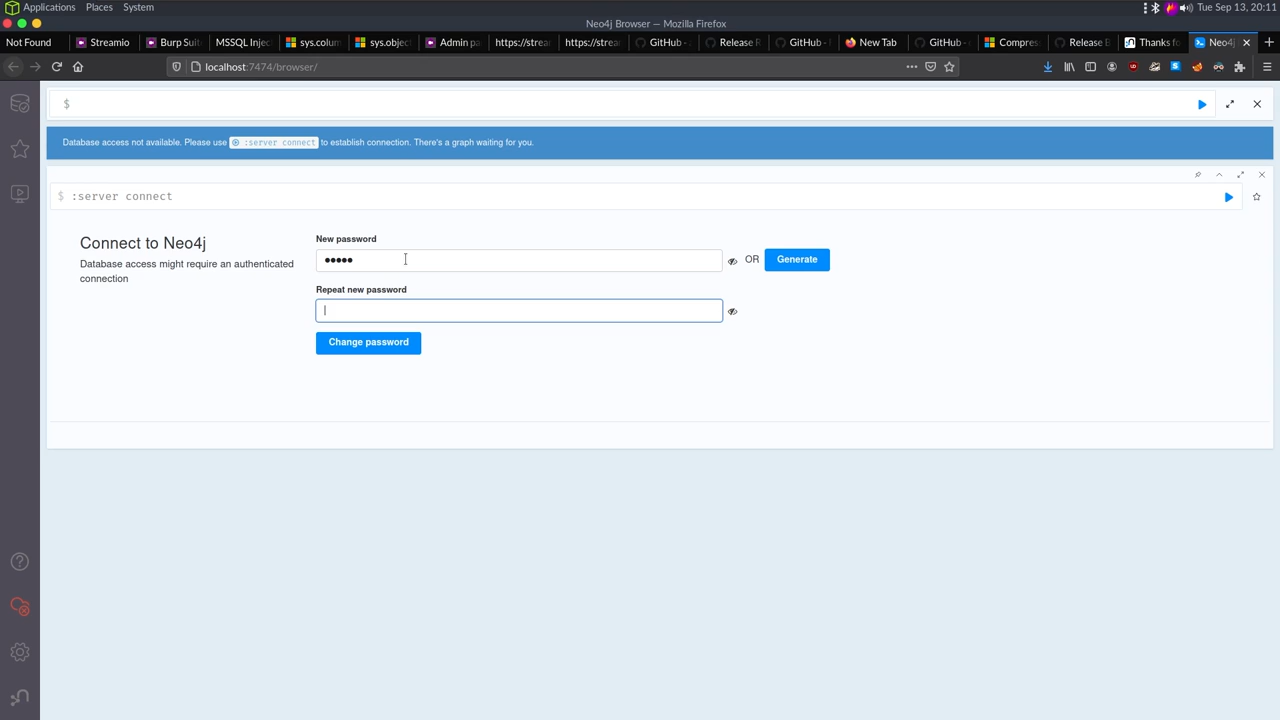 Applications Places System
Tue Sep 13, 20:11
Neo4j Browser — Mozilla Firefox
Not Found
Streamio
Burp Suit
MSSQL Injec
sys.colum
sys.object
Admin pa
https://strea
https://strea
GitHub -
Release R
GitHub -
New Tab
GitHub -
Compres
Release B
Thanks fo
Neo4j
localhost:7474/browser/
$
Database access not available. Please use :server connect to establish connection. There's a graph waiting for you.
$ :server connect
Connect to Neo4j
Database access might require an authenticated
connection
New password
•••••
OR
Generate
Repeat new password
Change password